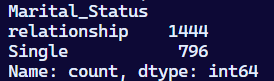 Marital_Status
relationship    1444
Single           796
Name: count, dtype: int64